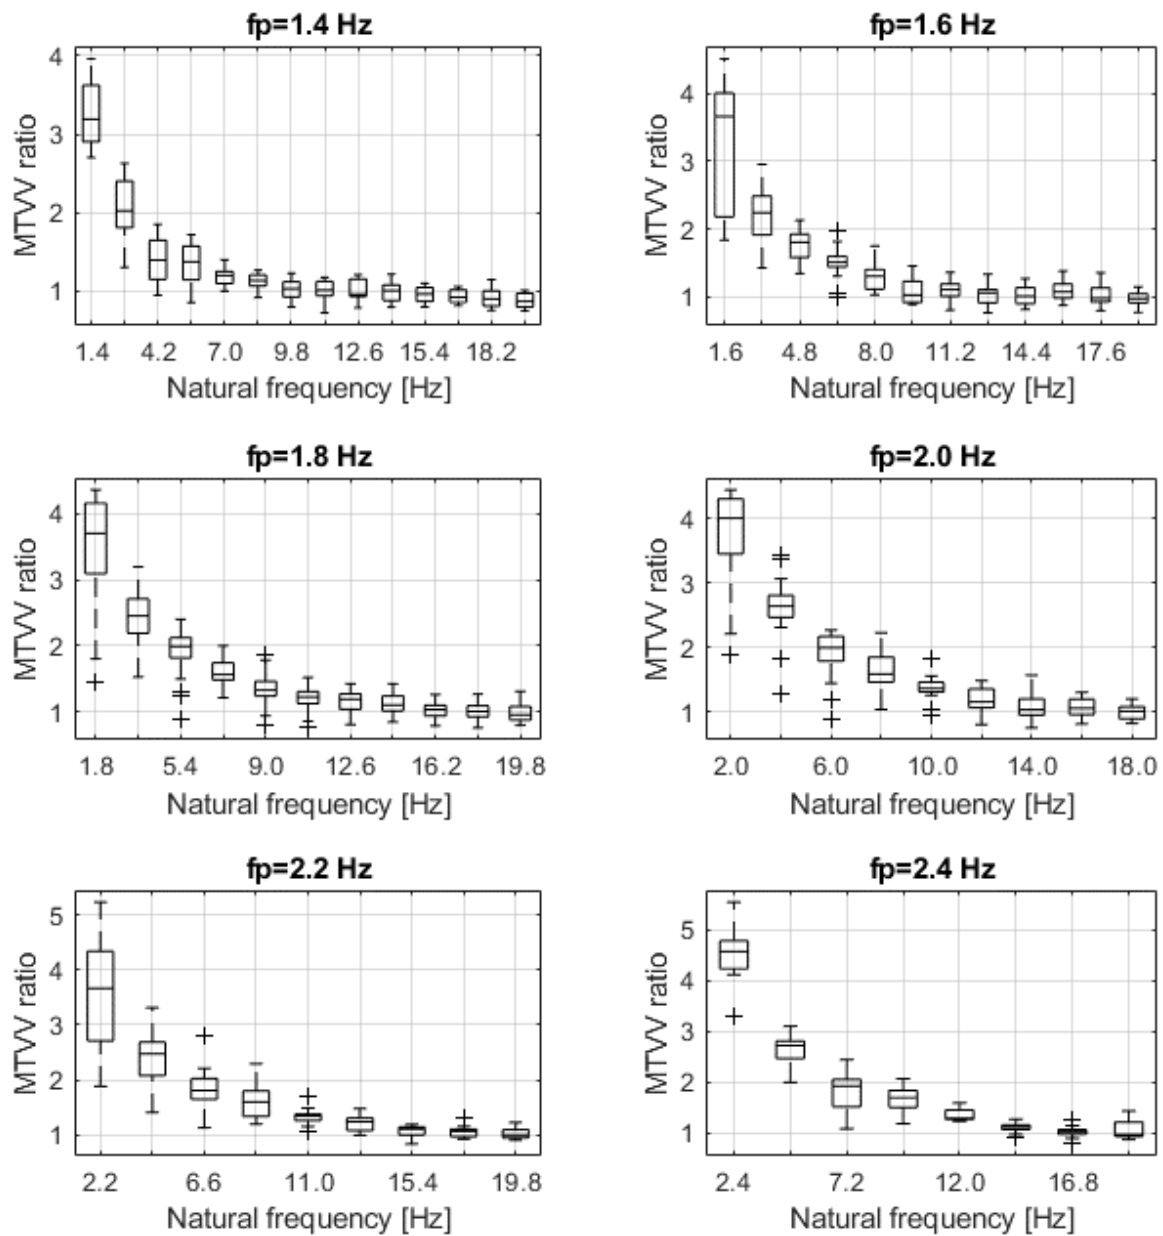 fp=1.4 Hz
MTVV ratio
4
3
2
1
1.4 4.2 7.0 9.8 12.6 15.4 18.2
Natural frequency [Hz]
fp=1.6 Hz
MTVV ratio
4
3
2
1
1.6 4.8 8.0 11.2 14.4 17.6
Natural frequency [Hz]
fp=1.8 Hz
MTVV ratio
4
3
2
1
1.8 5.4 9.0 12.6 16.2 19.8
Natural frequency [Hz]
fp=2.0 Hz
MTVV ratio
4
3
2
1
2.0 6.0 10.0 14.0 18.0
Natural frequency [Hz]
fp=2.2 Hz
MTVV ratio
5
4
3
2
1
2.2 6.6 11.0 15.4 19.8
Natural frequency [Hz]
fp=2.4 Hz
MTVV ratio
5
4
3
2
1
2.4 7.2 12.0 16.8
Natural frequency [Hz]